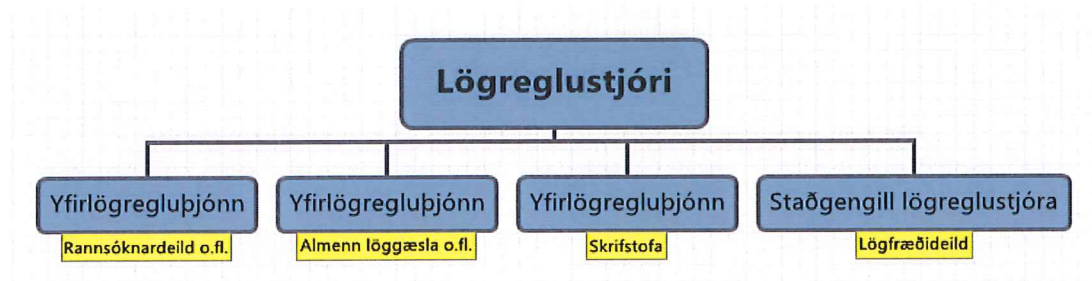 Lögreglustjóri
Yfirlögregluþjónn
Rannsóknardeild o.fl.
Yfirlögregluþjónn
Almenn löggæsla o.fl.
Yfirlögregluþjónn
Skrifstofa
Staðgengill lögreglustjóra
Lögfræðideild